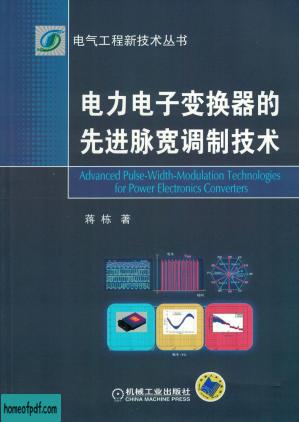 电气工程新技术丛书
电力电子变换器的
先进脉宽调制技术
Advanced Pulse-Width-Modulation Technologies
for Power Electronics Converters
蒋栋 著
机械工业出版社
CHINA MACHINE PRESS
homeofpdf.com